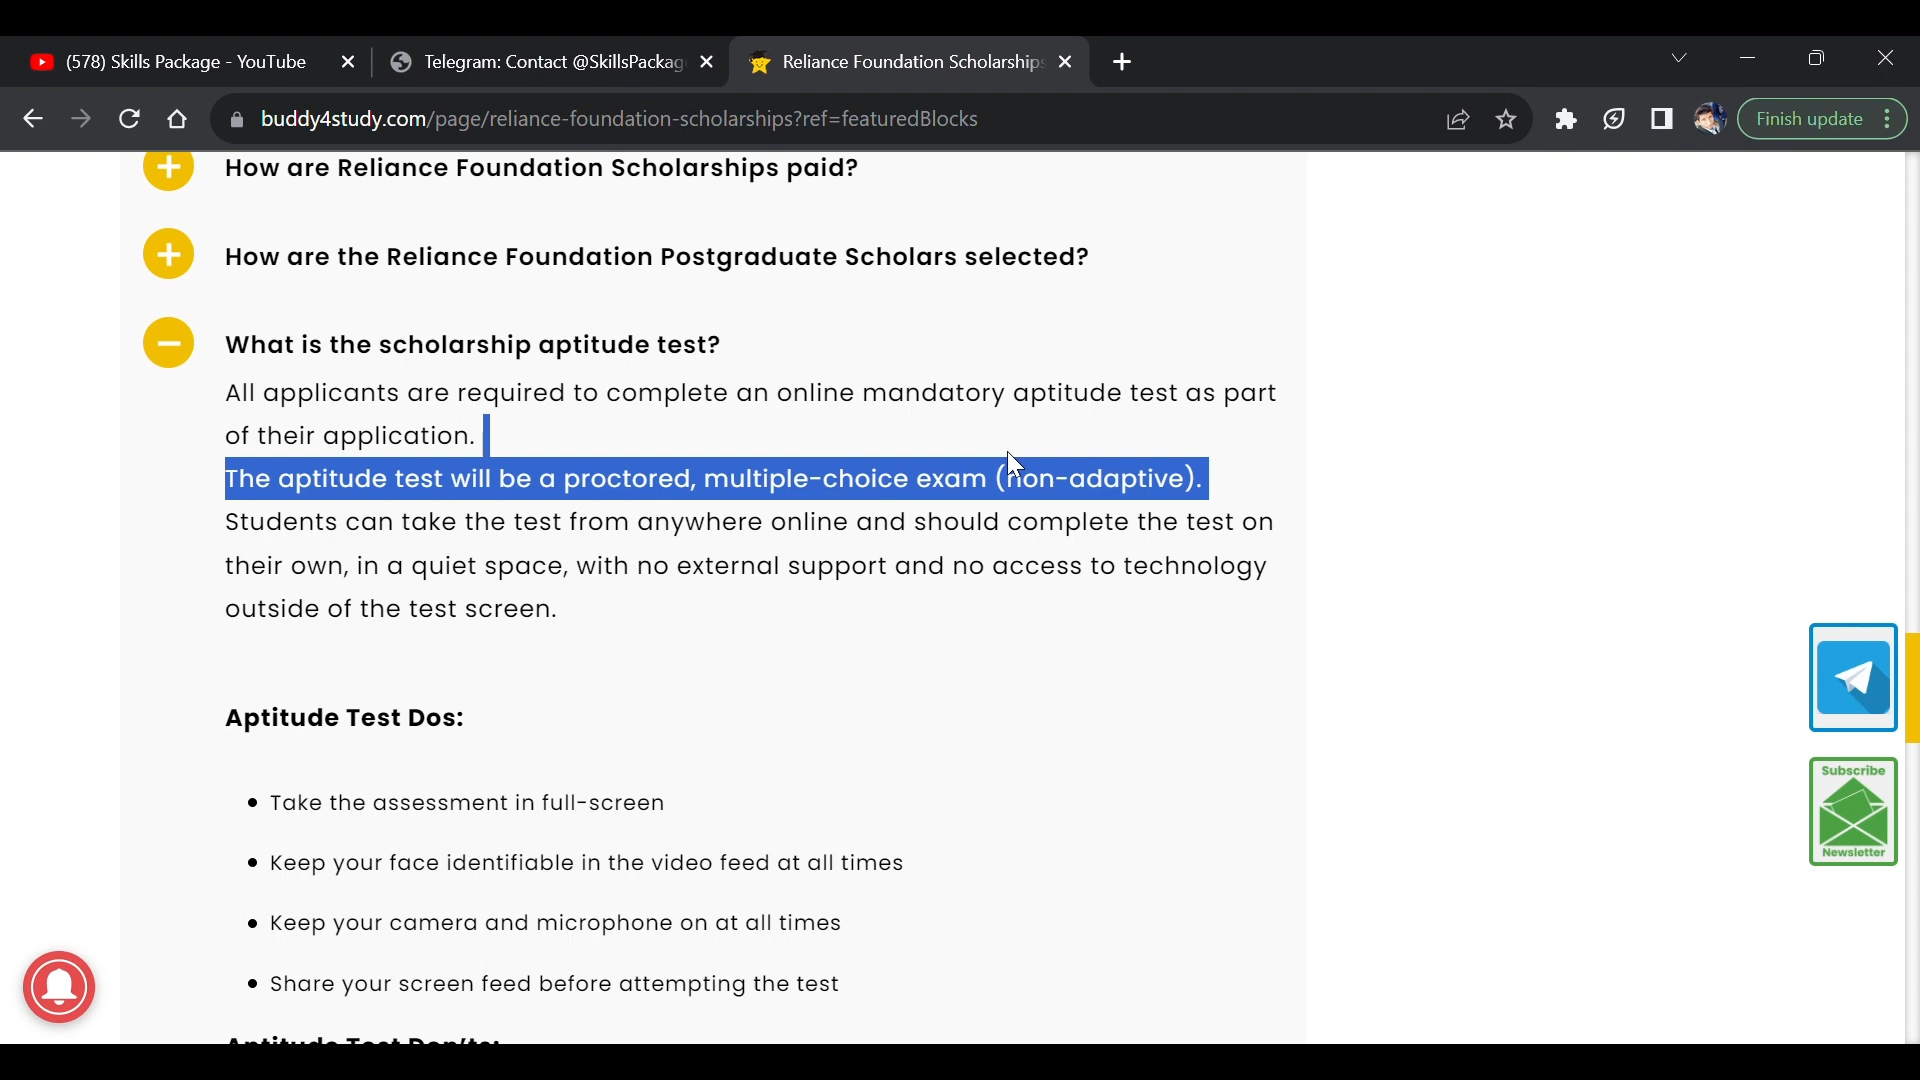 (578) Skills Package - YouTube
Telegram: Contact @SkillsPackag
Reliance Foundation Scholarships
buddy4study.com/page/reliance-foundation-scholarships?ref=featuredBlocks
Finish update
How are Reliance Foundation Scholarships paid?
How are the Reliance Foundation Postgraduate Scholars selected?
What is the scholarship aptitude test?
All applicants are required to complete an online mandatory aptitude test as part
of their application.
The aptitude test will be a proctored, multiple-choice exam (non-adaptive).
Students can take the test from anywhere online and should complete the test on
their own, in a quiet space, with no external support and no access to technology
outside of the test screen.
Aptitude Test Dos:
• Take the assessment in full-screen
• Keep your face identifiable in the video feed at all times
• Keep your camera and microphone on at all times
• Share your screen feed before attempting the test
Aptitude Test Don'ts:
Subscribe
Newsletter